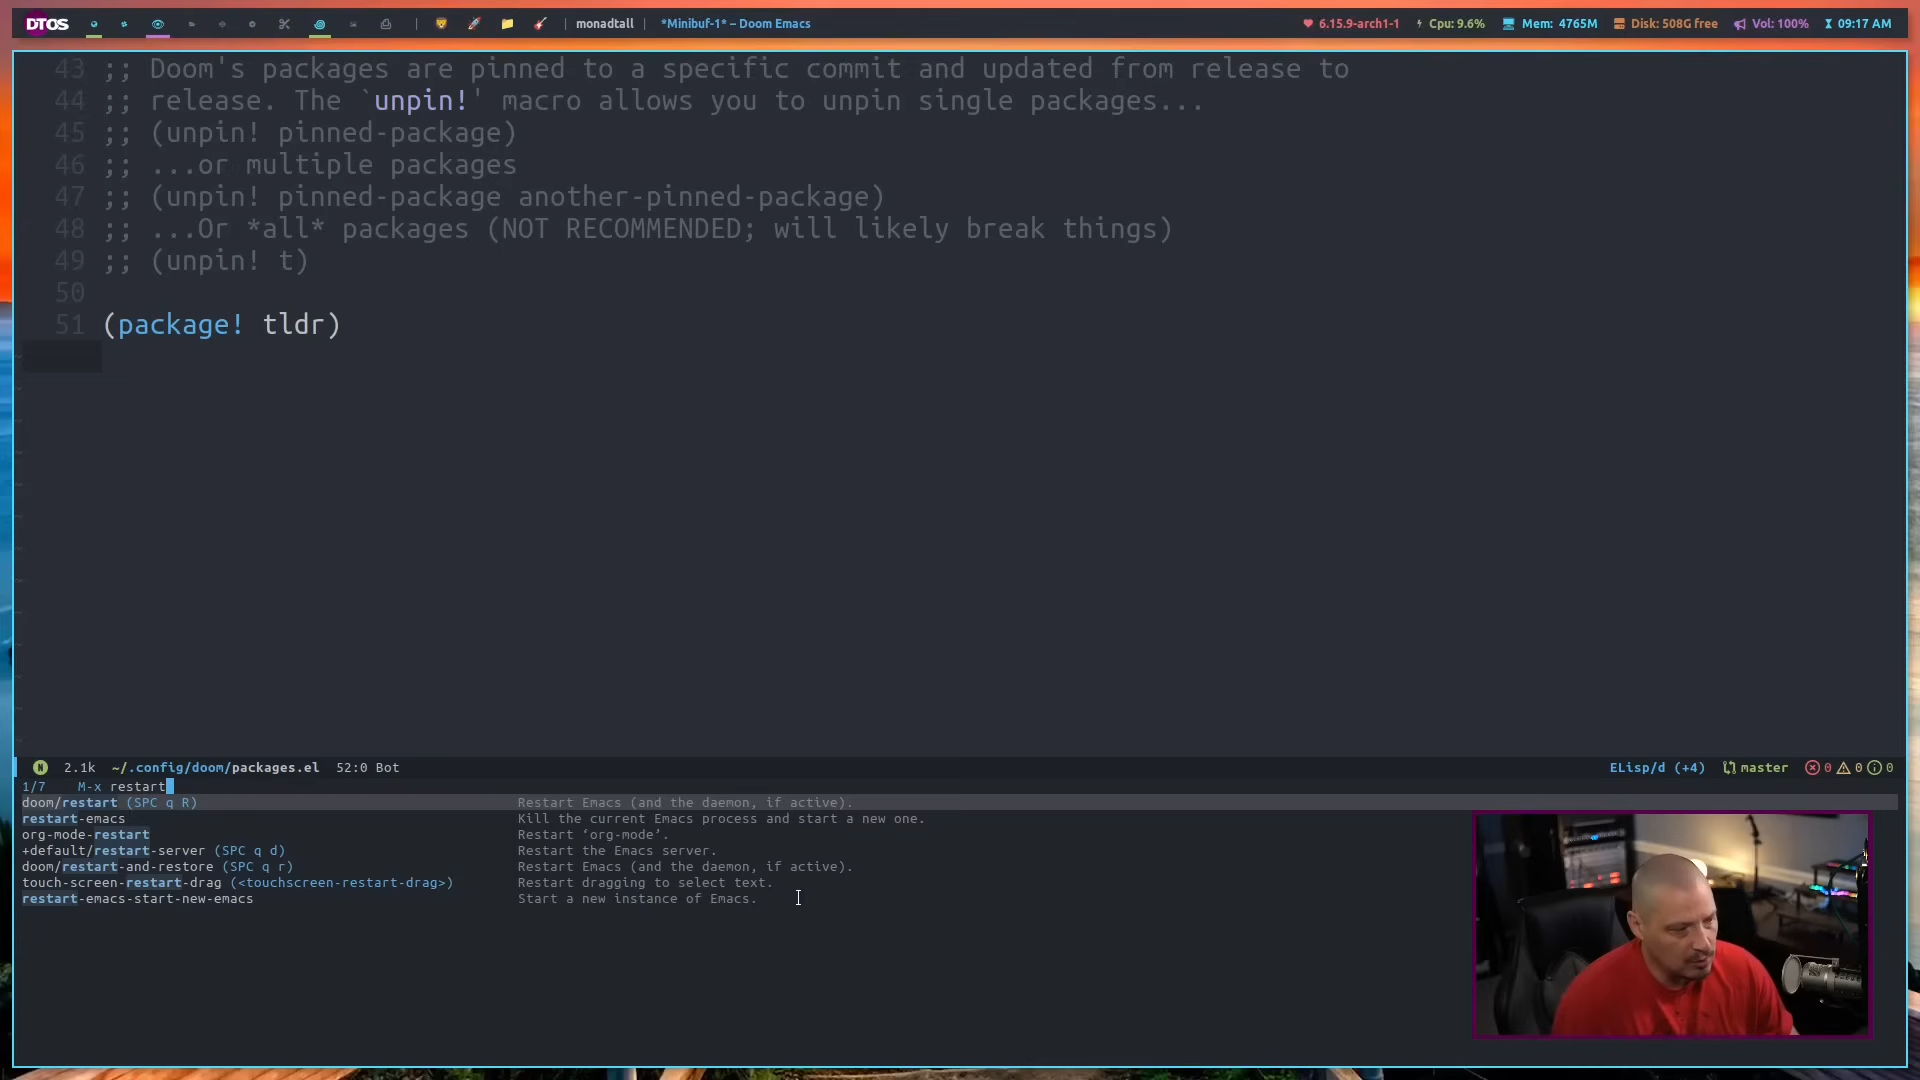 DTOS | monadtall | *Minibuf-1* – Doom Emacs 6.15.9-arch1-1 Cpu: 9.6% Mem: 4765M Disk: 508G free Vol: 100% 09:17 AM
43 ;; Doom's packages are pinned to a specific commit and updated from release to
44 ;; release. The `unpin!' macro allows you to unpin single packages...
45 ;; (unpin! pinned-package)
46 ;; ...or multiple packages
47 ;; (unpin! pinned-package another-pinned-package)
48 ;; ...Or *all* packages (NOT RECOMMENDED; will likely break things)
49 ;; (unpin! t)
50
51 (package! tldr)
N 2.1k ~/.config/doom/packages.el 52:0 Bot ELisp/d (+4) master 0 0 0
1/7 M-x restart
doom/restart (SPC q R) Restart Emacs (and the daemon, if active).
restart-emacs Kill the current Emacs process and start a new one.
org-mode-restart Restart ‘org-mode’.
+default/restart-server (SPC q d) Restart the Emacs server.
doom/restart-and-restore (SPC q r) Restart Emacs (and the daemon, if active).
touch-screen-restart-drag (<touchscreen-restart-drag>) Restart dragging to select text.
restart-emacs-start-new-emacs Start a new instance of Emacs.